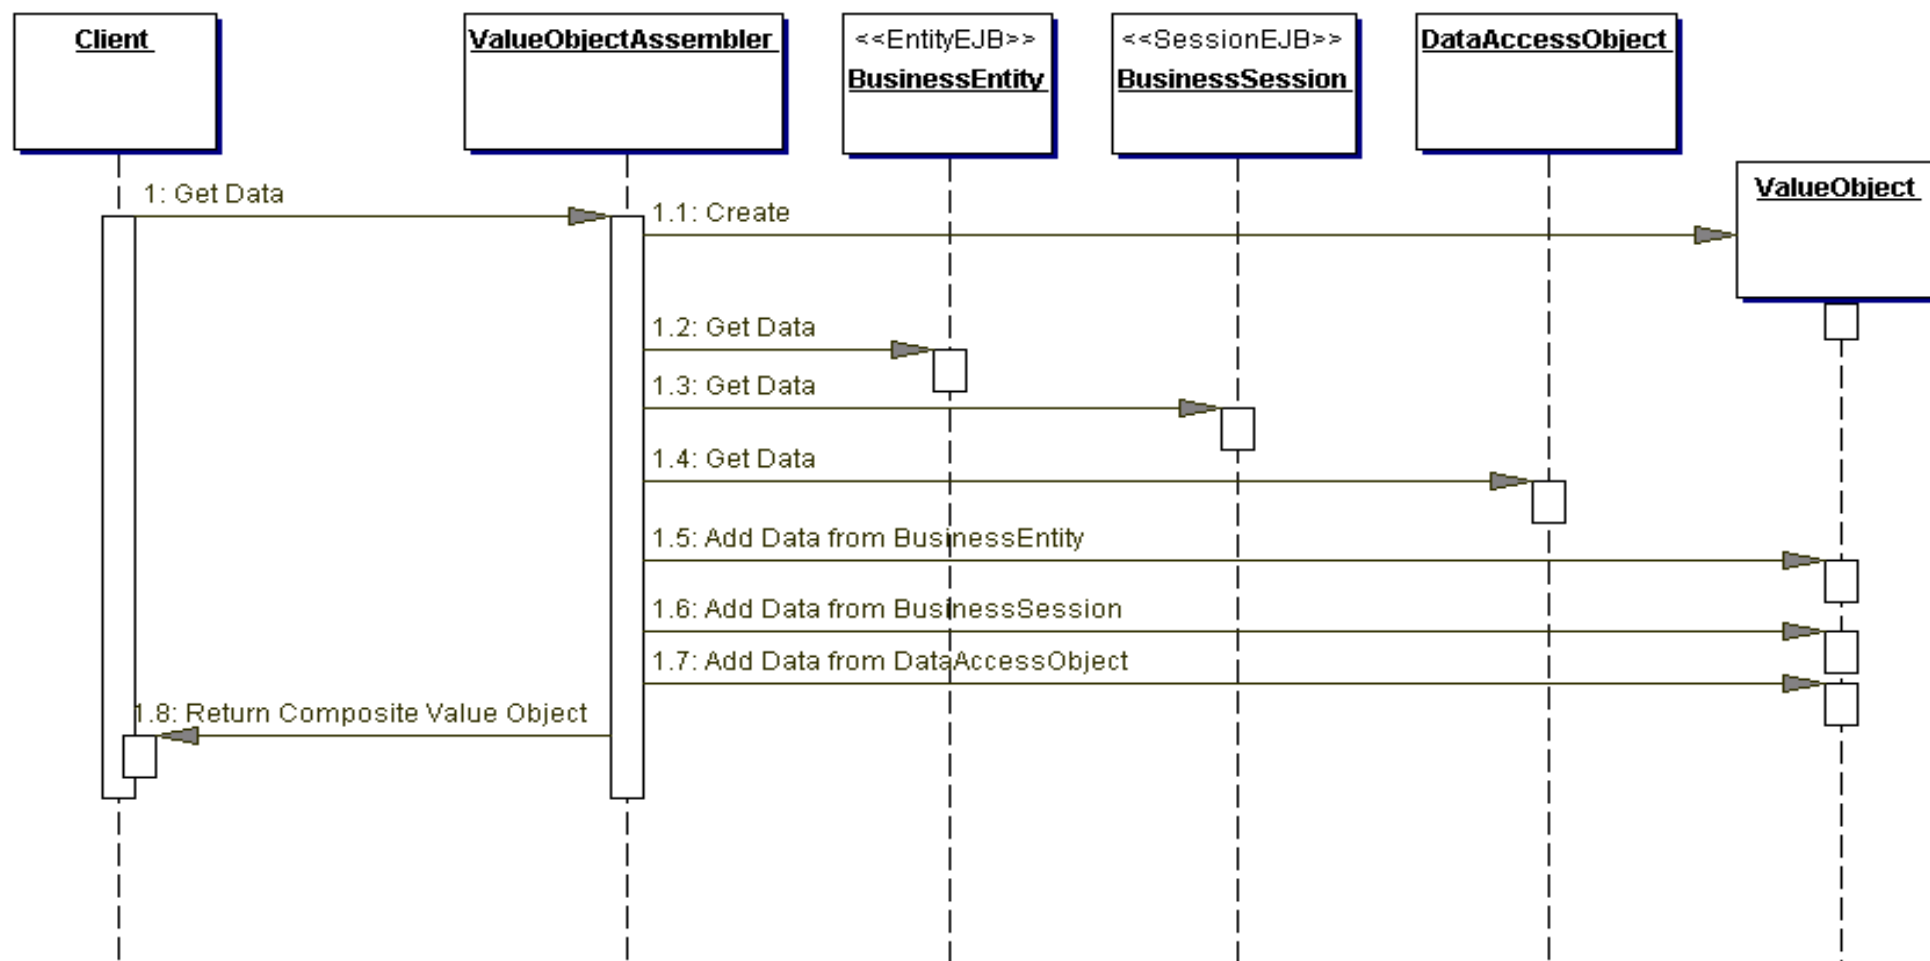 Client
ValueObjectAssembler
<<EntityEJB>>
BusinessEntity
<<SessionEJB>>
BusinessSession
DataAccessObject
ValueObject
1: Get Data
1.1: Create
1.2: Get Data
1.3: Get Data
1.4: Get Data
1.5: Add Data from BusinessEntity
1.6: Add Data from BusinessSession
1.7: Add Data from DataAccessObject
1.8: Return Composite Value Object